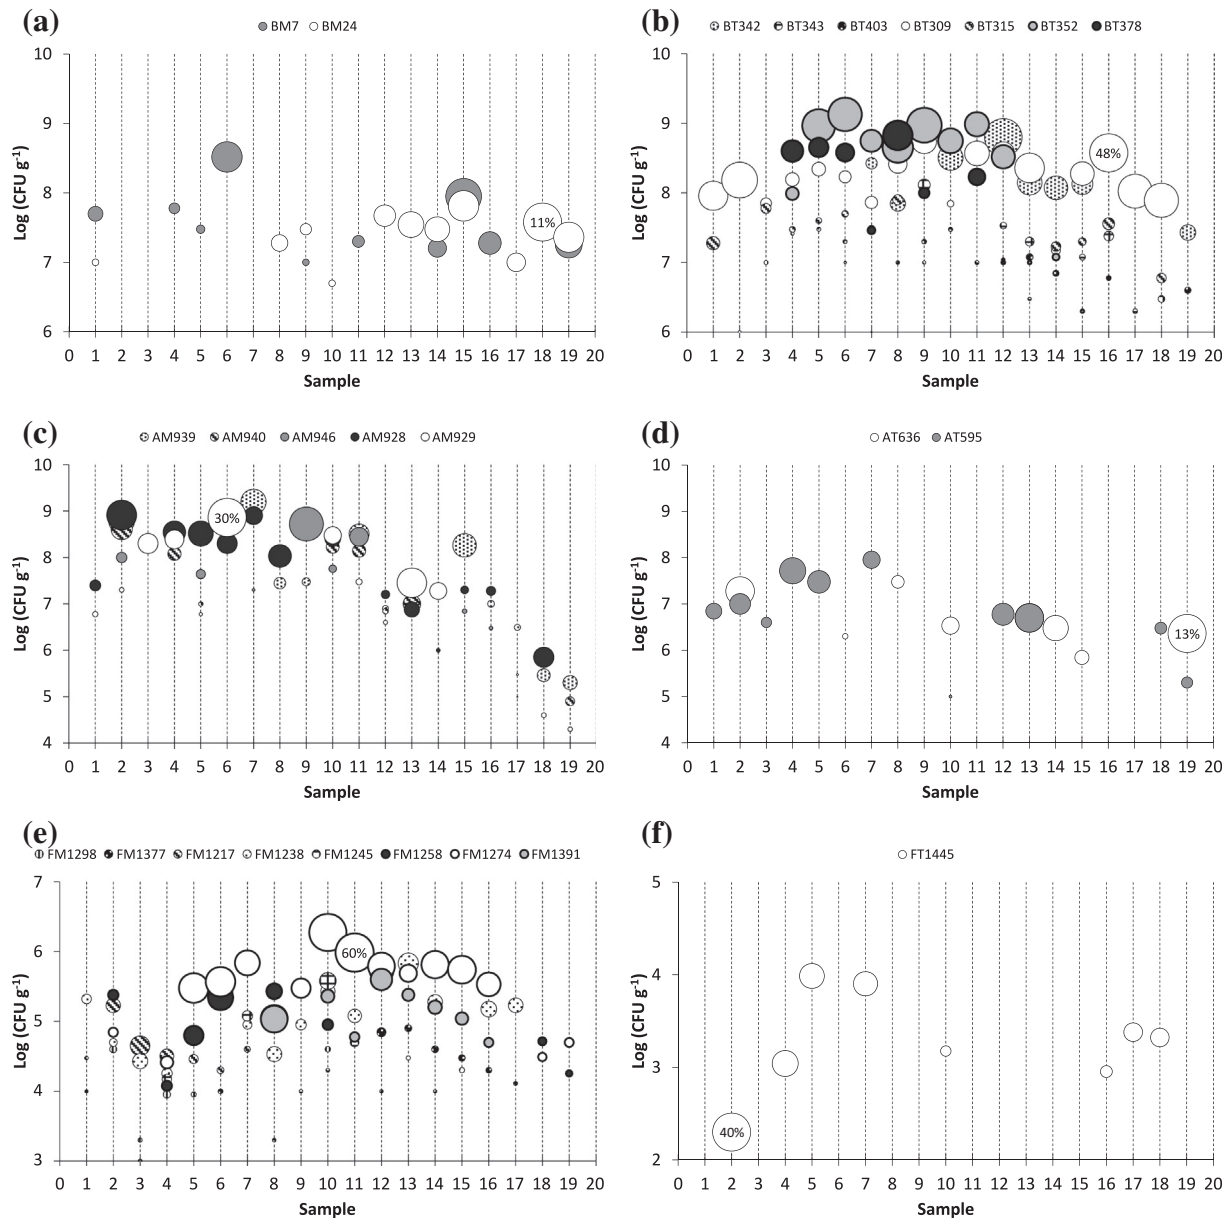 (a)
BM7 BM24
Log (CFU g⁻¹)
10
9
8
7
6
11%
0 1 2 3 4 5 6 7 8 9 10 11 12 13 14 15 16 17 18 19 20
Sample
(b)
BT342 BT343 BT403 BT309 BT315 BT352 BT378
Log (CFU g⁻¹)
10
9
8
7
6
48%
0 1 2 3 4 5 6 7 8 9 10 11 12 13 14 15 16 17 18 19 20
Sample
(c)
AM939 AM940 AM946 AM928 AM929
Log (CFU g⁻¹)
10
9
8
7
6
5
4
30%
0 1 2 3 4 5 6 7 8 9 10 11 12 13 14 15 16 17 18 19 20
Sample
(d)
AT636 AT595
Log (CFU g⁻¹)
10
9
8
7
6
5
4
13%
0 1 2 3 4 5 6 7 8 9 10 11 12 13 14 15 16 17 18 19 20
Sample
(e)
FM1298 FM1377 FM1217 FM1238 FM1245 FM1258 FM1274 FM1391
Log (CFU g⁻¹)
7
6
5
4
3
60%
0 1 2 3 4 5 6 7 8 9 10 11 12 13 14 15 16 17 18 19 20
Sample
(f)
FT1445
Log (CFU g⁻¹)
5
4
3
2
40%
0 1 2 3 4 5 6 7 8 9 10 11 12 13 14 15 16 17 18 19 20
Sample